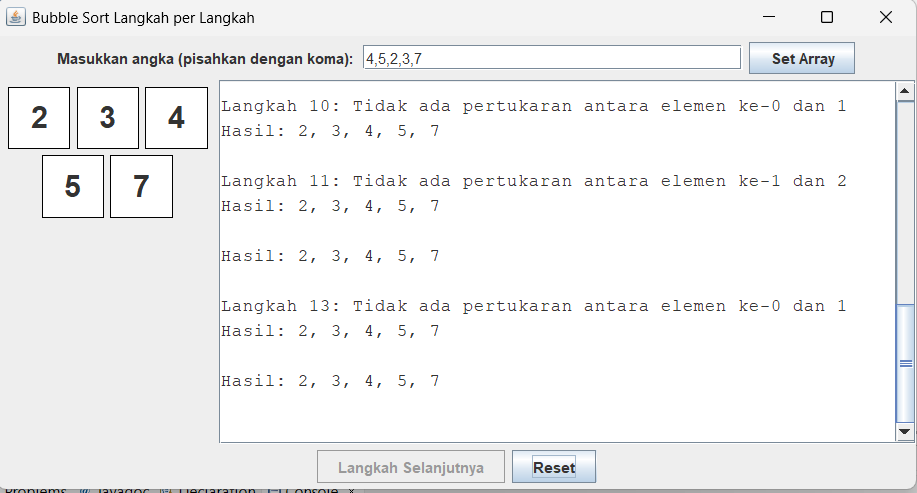 Bubble Sort Langkah per Langkah
Masukkan angka (pisahkan dengan koma): 4,5,2,3,7 Set Array
2 3 4
5 7
Langkah 10: Tidak ada pertukaran antara elemen ke-0 dan 1
Hasil: 2, 3, 4, 5, 7
Langkah 11: Tidak ada pertukaran antara elemen ke-1 dan 2
Hasil: 2, 3, 4, 5, 7
Hasil: 2, 3, 4, 5, 7
Langkah 13: Tidak ada pertukaran antara elemen ke-0 dan 1
Hasil: 2, 3, 4, 5, 7
Hasil: 2, 3, 4, 5, 7
Langkah Selanjutnya Reset
Problems Javadoc Declaration Console